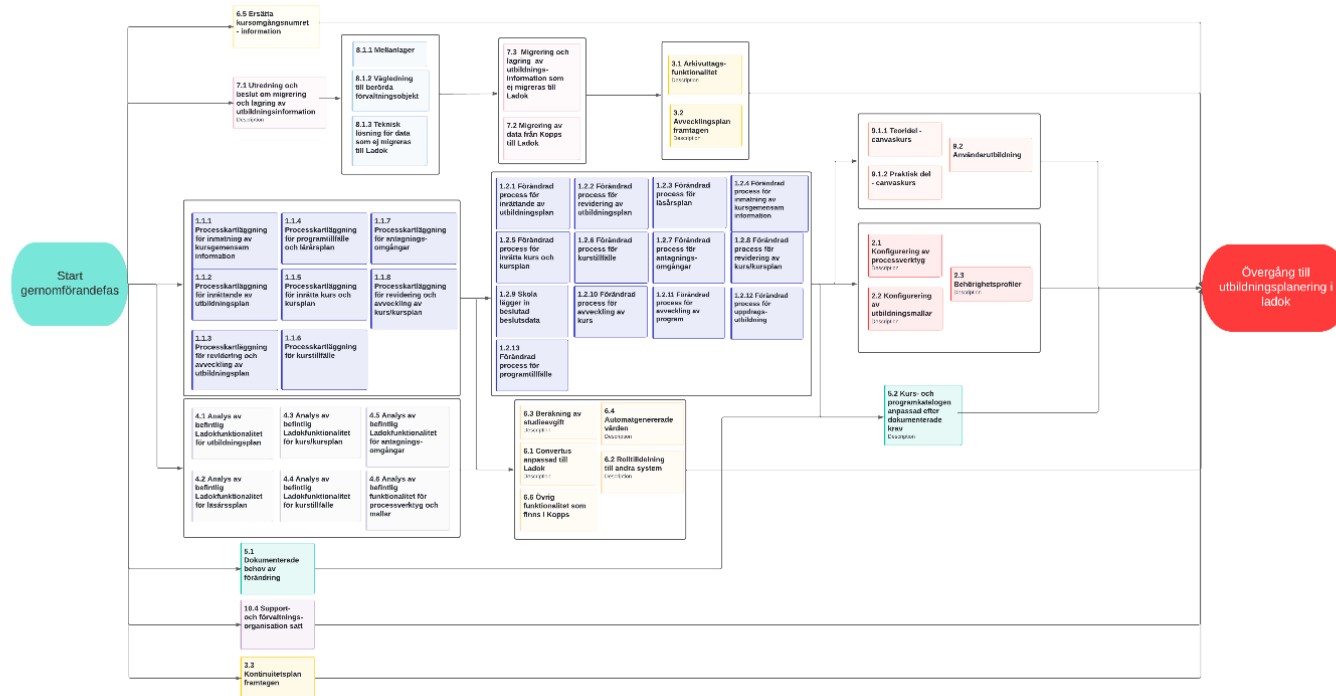 6.5 Ersätta
kursomgångsnumret
- information
7.1 Utredning och
beslut om migrering
och lagring av
utbildningsinformation
Description
8.1.1 Mellanlager
8.1.2 Vägledning
till berörda
förvaltningsobjekt
8.1.3 Teknisk
lösning för data
som ej migreras
till Ladok
7.3 Migrering och
lagring av
utbildnings-
information som
ej migreras till
Ladok
7.2 Migrering av
data från Kopps
till Ladok
3.1 Arkivuttags-
funktionalitet
Description
3.2
Avvecklingsplan
framtagen
Description
9.1.1 Teoridel -
canvaskurs
9.1.2 Praktisk del
- canvaskurs
9.2
Användarutbildning
Start
gernomförandefas
1.1.1
Processkartläggning
för inmatning av
kursgemensam
information
1.1.4
Processkartläggning
för programtillfälle
och lårårsplan
1.1.7
Processkartläggning
för antagnings-
omgångar
1.1.2
Processkartläggning
för inrättande av
utbildningsplan
1.1.5
Processkartläggning
för inrätta kurs och
kursplan
1.1.8
Processkartläggning
för revidering och
avveckling av
kurs/kursplan
1.1.3
Processkartläggning
för revidering och
avveckling av
utbildningsplan
1.1.6
Processkartläggning
för kurstillfälle
1.2.1 Förändrad
process för
inrättande av
utbildningsplan
1.2.2 Förändrad
process för
revidering av
utbildningsplan
1.2.3 Förändrad
process för
läsårsplan
1.2.4 Förändrad
process för
inmatning av
kursgemensam
information
1.2.5 Förändrad
process för
inrätta kurs och
kursplan
1.2.6 Förändrad
process för
kurstillfälle
1.2.7 Förändrad
process för
antagnings-
omgångar
1.2.8 Förändrad
process för
revidering av
kurs/kursplan
1.2.9 Skola
lägger in
beslutad
beslutsdata
1.2.10 Förändrad
process för
avveckling av
kurs
1.2.11 Förändrad
process för
avveckling av
program
1.2.12 Förändrad
process för
uppdrags-
utbildning
1.2.13
Förändrad
process för
programtillfälle
2.1
Konfigurering av
processverktyg
Description
2.2 Konfigurering
av
utbildningsmallar
Description
2.3
Behörighetsprofiler
Description
Övergång till
utbildningsplanering i
ladok
4.1 Analys av
befintlig
Ladokfunktionalitet
för utbildningsplan
4.3 Analys av
befintlig
Ladokfunktionalitet
för kurs/kursplan
4.5 Analys av
befintlig
Ladokfunktionalitet
för antagnings-
omgångar
4.2 Analys av
befintlig
Ladokfunktionalitet
för läsårsplan
4.4 Analys av
befintlig
Ladokfunktionalitet
för kurstillfälle
4.6 Analys av
befintlig
funktionalitet för
processverktyg och
mallar
6.3 Beräkning av
studieavgift
Description
6.4
Automatgenererade
värden
Description
6.1 Convertus
anpassad till
Ladok
Description
6.2 Rolltilldelning
till andra system
Description
6.6 Övrig
funktionalitet som
finns i Kopps
5.2 Kurs- och
programkatalogen
anpassad efter
dokumenterade
krav
Description
5.1
Dokumenterade
behov av
förändring
10.4 Support-
och förvaltnings-
organisation satt
3.3
Kontinuitetsplan
framtagen